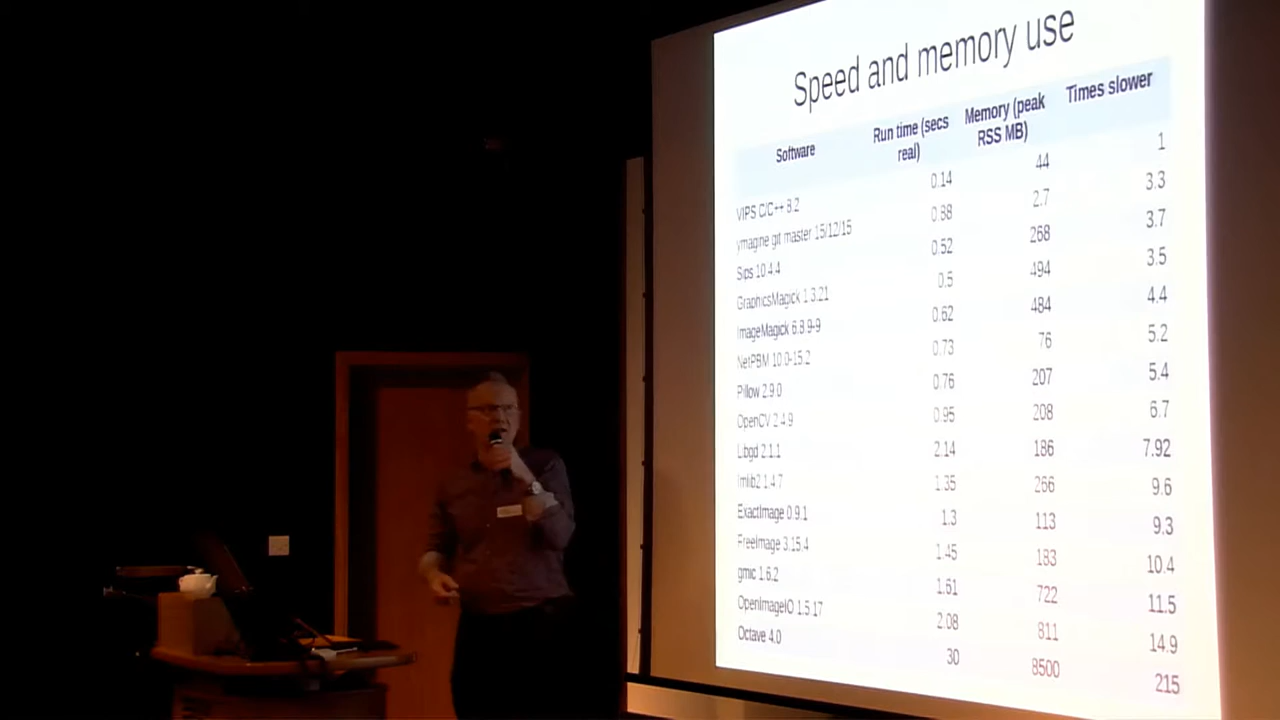 Speed and memory use
Software Run time (secs real) Memory (peak RSS MB) Times slower
VIPS C/C++ 8.2 0.14 44 1
ymagine git master 15/12/15 0.88 2.7 3.3
Sips 10.4.4 0.52 268 3.7
GraphicsMagick 1.3.21 0.5 494 3.5
ImageMagick 6.8.9-9 0.62 484 4.4
NetPBM 10.0-15.2 0.73 76 5.2
Pillow 2.9.0 0.76 207 5.4
OpenCV 2.4.9 0.95 208 6.7
Libgd 2.1.1 2.14 186 7.92
Imlib2 1.4.7 1.35 266 9.6
ExactImage 0.9.1 1.3 113 9.3
FreeImage 3.15.4 1.45 183 10.4
gmic 1.6.2 1.61 722 11.5
OpenImageIO 1.5.17 2.08 811 14.9
Octave 4.0 30 8500 215